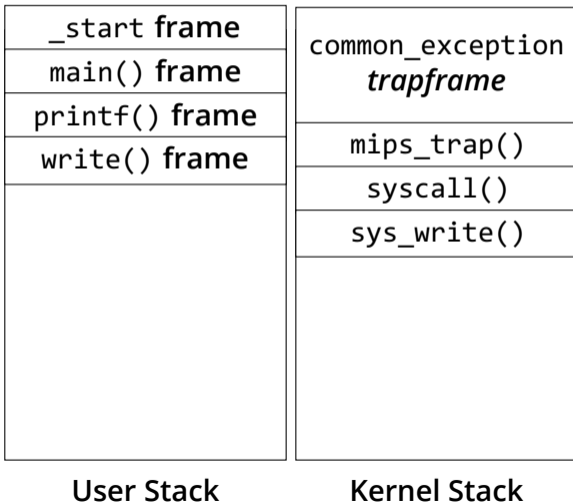 _start frame
main() frame
printf() frame
write() frame
User Stack
common_exception
trapframe
mips_trap()
syscall()
sys_write()
Kernel Stack